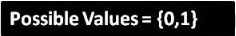 Possible Values = {0,1}